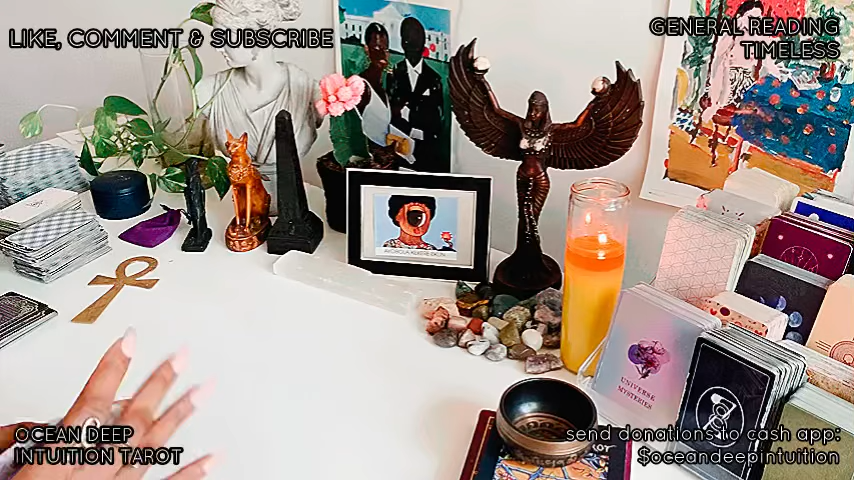 LIKE, COMMENT & SUBSCRIBE
GENERAL READING
TIMELESS
UNIVERSE
MYSTERIES
OCEAN DEEP
INTUITION TAROT
send donations to cash app:
$oceandeepintuition